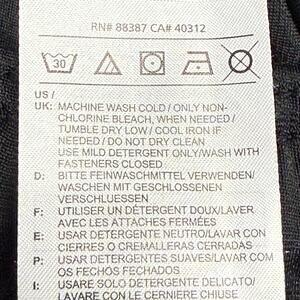 RN# 88387 CA# 40312
30
US /
UK: MACHINE WASH COLD / ONLY NON-
CHLORINE BLEACH, WHEN NEEDED /
TUMBLE DRY LOW / COOL IRON IF
NEEDED / DO NOT DRY CLEAN
USE MILD DETERGENT ONLY/WASH WITH
FASTENERS CLOSED
D: BITTE FEINWASCHMITTEL VERWENDEN/
WASCHEN MIT GESCHLOSSENEN
VERSCHLUESSEN
F: UTILISER UN DÉTERGENT DOUX/LAVER
AVEC LES ATTACHES FERMÉES
E: USAR DETERGENTE NEUTRO/LAVAR CON
CIERRES O CREMALLERAS CERRADAS
P: USAR DETERGENTES SUAVES/LAVAR COM
OS FECHOS FECHADOS
I: USARE SOLO DETERGENTE DELICATO/
LAVARE CON LE CERNIERE CHIUSE